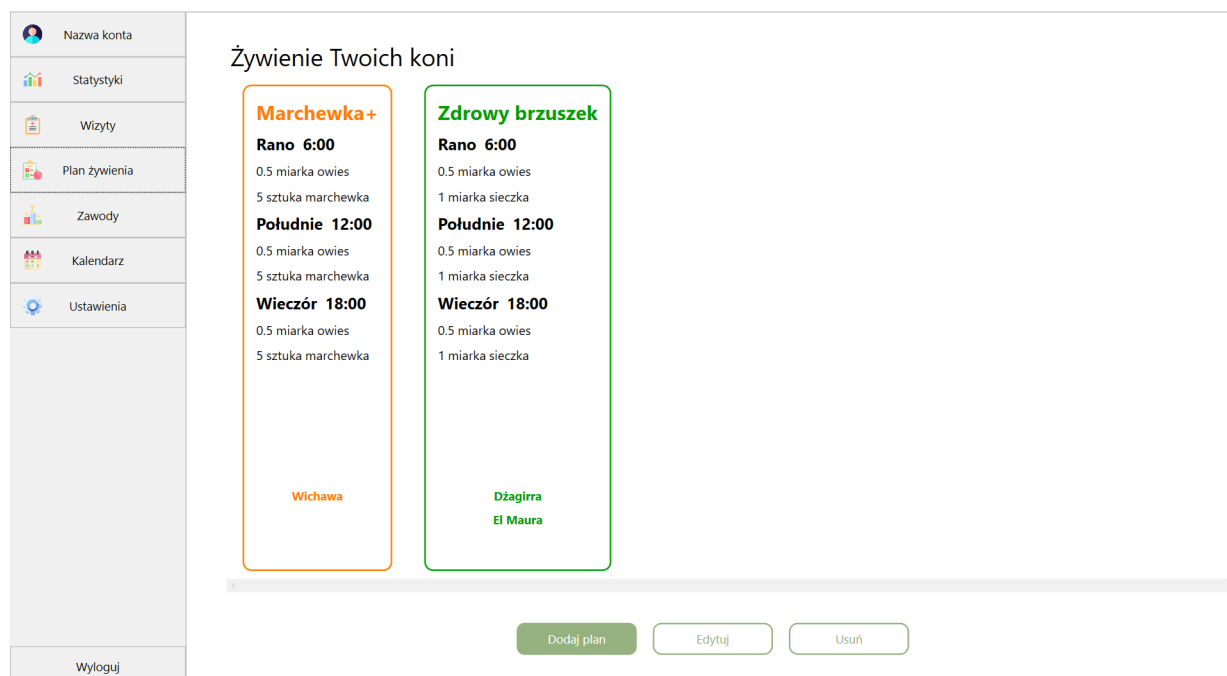 Nazwa konta
Statystyki
Wizyty
Plan żywienia
Zawody
Kalendarz
Ustawienia
Wyloguj
Żywienie Twoich koni
Marchewka+
Rano 6:00
0.5 miarka owies
5 sztuka marchewka
Południe 12:00
0.5 miarka owies
5 sztuka marchewka
Wieczór 18:00
0.5 miarka owies
5 sztuka marchewka
Wichawa
Zdrowy brzuszek
Rano 6:00
0.5 miarka owies
1 miarka sieczka
Południe 12:00
0.5 miarka owies
1 miarka sieczka
Wieczór 18:00
0.5 miarka owies
1 miarka sieczka
Dżagirra
El Maura
Dodaj plan
Edytuj
Usuń